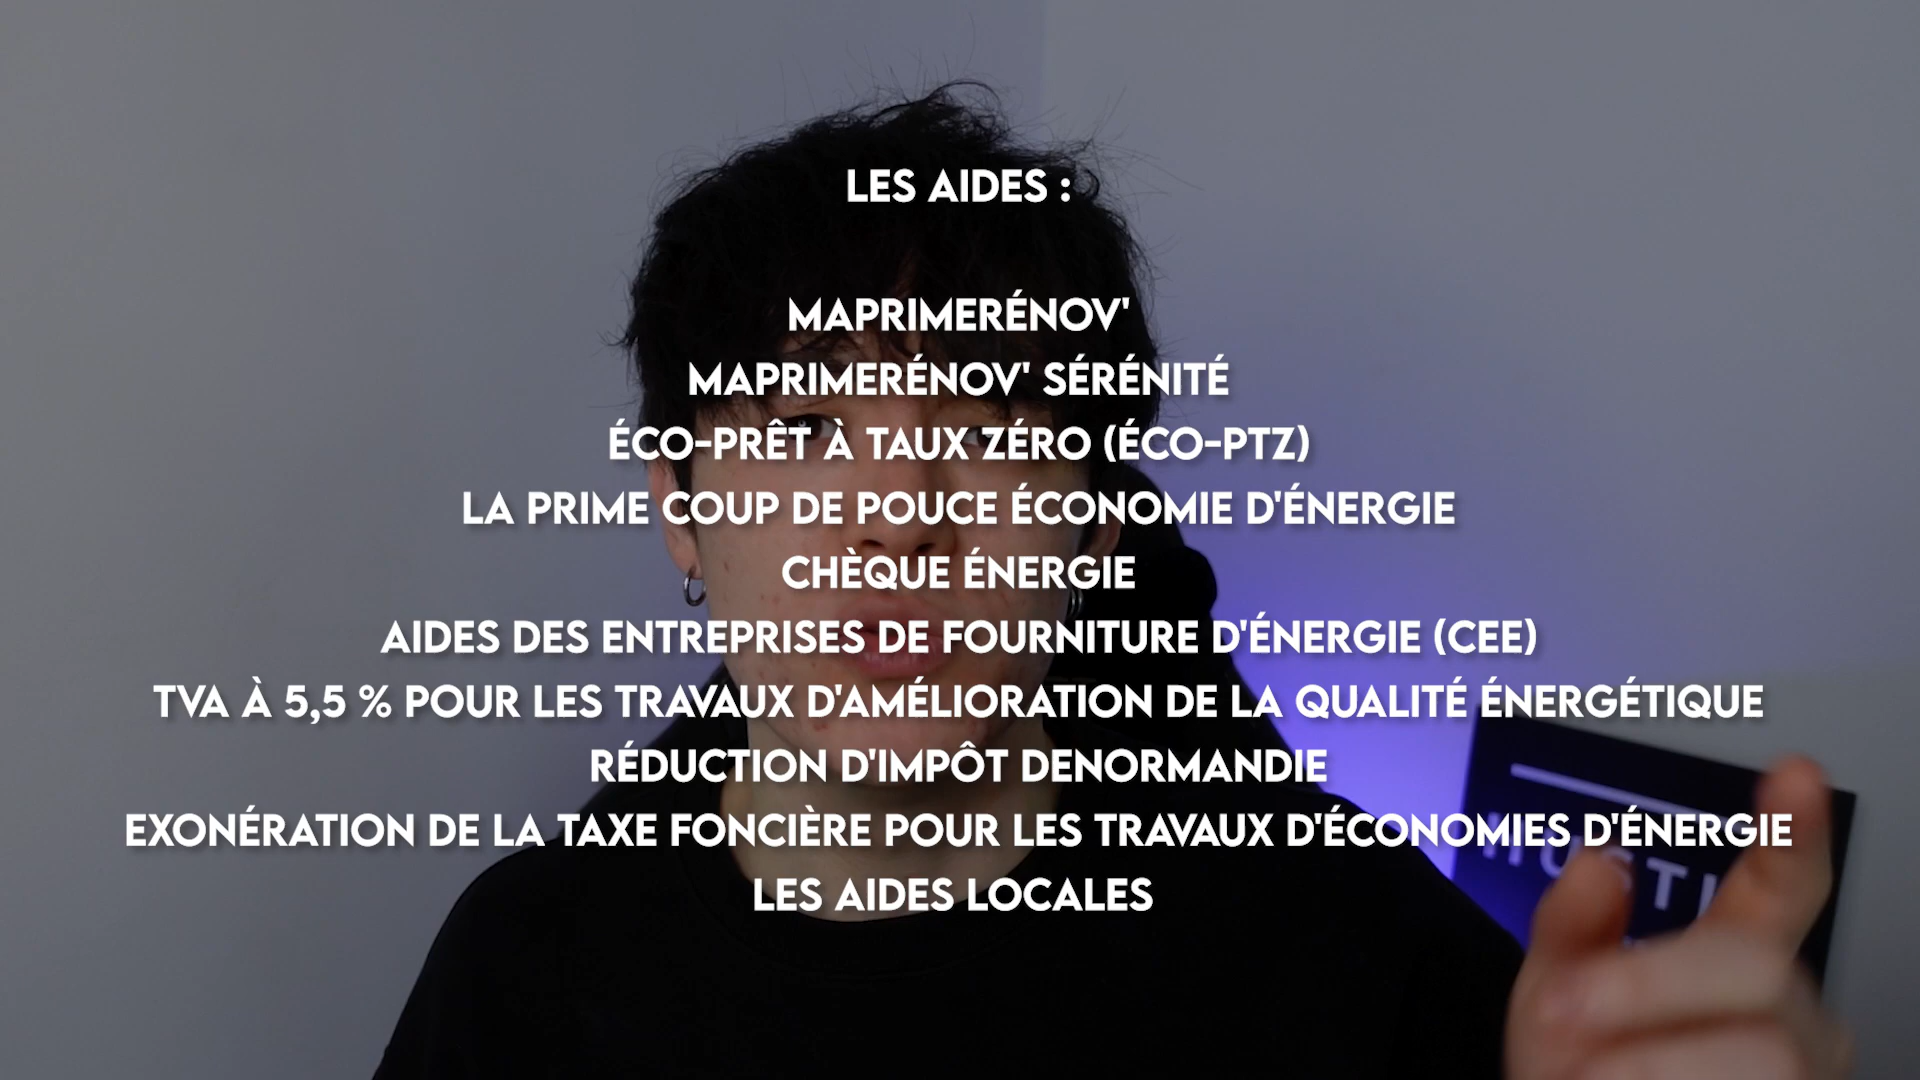 LES AIDES :
MAPRIMERÉNOV'
MAPRIMERÉNOV' SÉRÉNITÉ
ÉCO-PRÊT À TAUX ZÉRO (ÉCO-PTZ)
LA PRIME COUP DE POUCE ÉCONOMIE D'ÉNERGIE
CHÈQUE ÉNERGIE
AIDES DES ENTREPRISES DE FOURNITURE D'ÉNERGIE (CEE)
TVA À 5,5 % POUR LES TRAVAUX D'AMÉLIORATION DE LA QUALITÉ ÉNERGÉTIQUE
RÉDUCTION D'IMPÔT DENORMANDIE
EXONÉRATION DE LA TAXE FONCIÈRE POUR LES TRAVAUX D'ÉCONOMIES D'ÉNERGIE
LES AIDES LOCALES